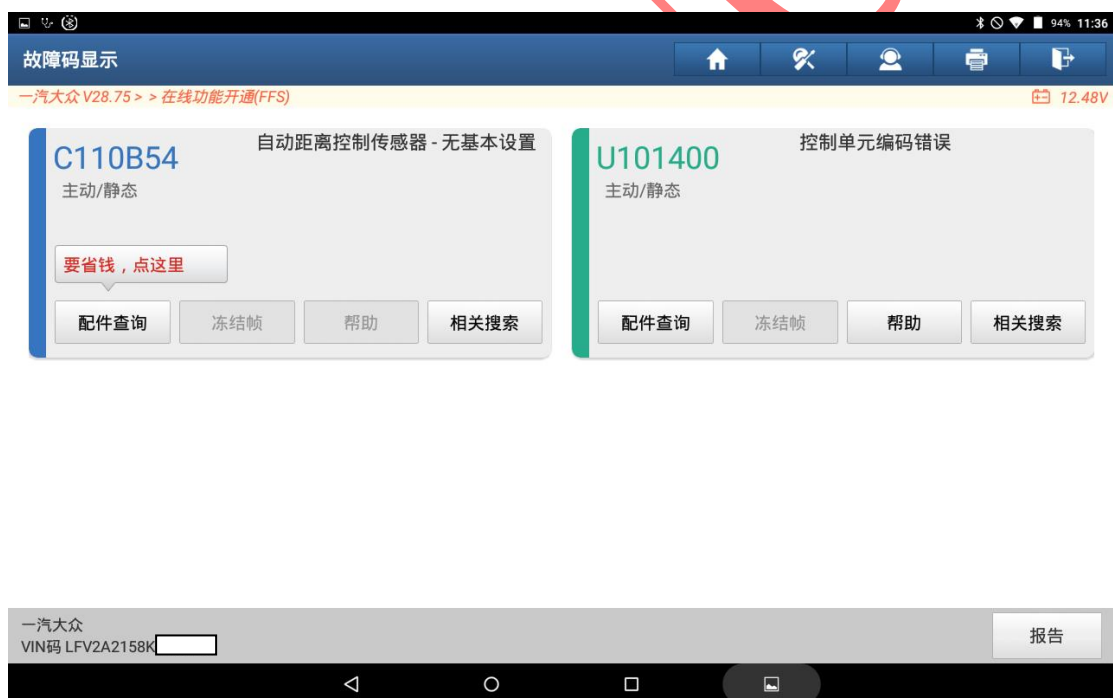 94% 11:36
故障码显示
一汽大众 V28.75 > > 在线功能开通(FFS)
12.48V
C110B54
自动距离控制传感器 - 无基本设置
主动/静态
要省钱，点这里
配件查询
冻结帧
帮助
相关搜索
U101400
控制单元编码错误
主动/静态
配件查询
冻结帧
帮助
相关搜索
一汽大众
VIN码 LFV2A2158K
报告